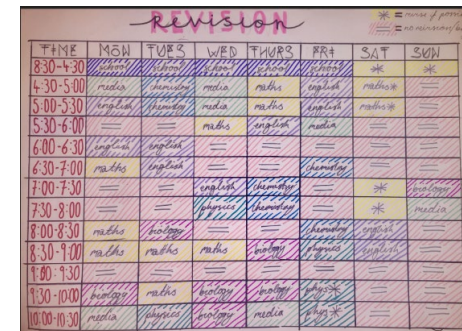 REVISION
revision
TIME MON TUES WED THURS FRI SAT SUN
8:30-4:30 school school school school school * *
4:30-5:00 media chemistry media maths english maths* =
5:00-5:30 english chemistry media maths english maths* =
5:30-6:00 = = maths english media = =
6:00-6:30 english english = = = = =
6:30-7:00 maths english = = chemistry = =
7:00-7:30 = = english chemistry = * biology
7:30-8:00 = = physics chemistry = * media
8:00-8:30 maths biology = = chemistry english =
8:30-9:00 maths maths maths biology physics english =
9:00-9:30 = = = = = = =
9:30-10:00 biology maths biology biology phys* = =
10:00-10:30 media physics biology media phys* = =